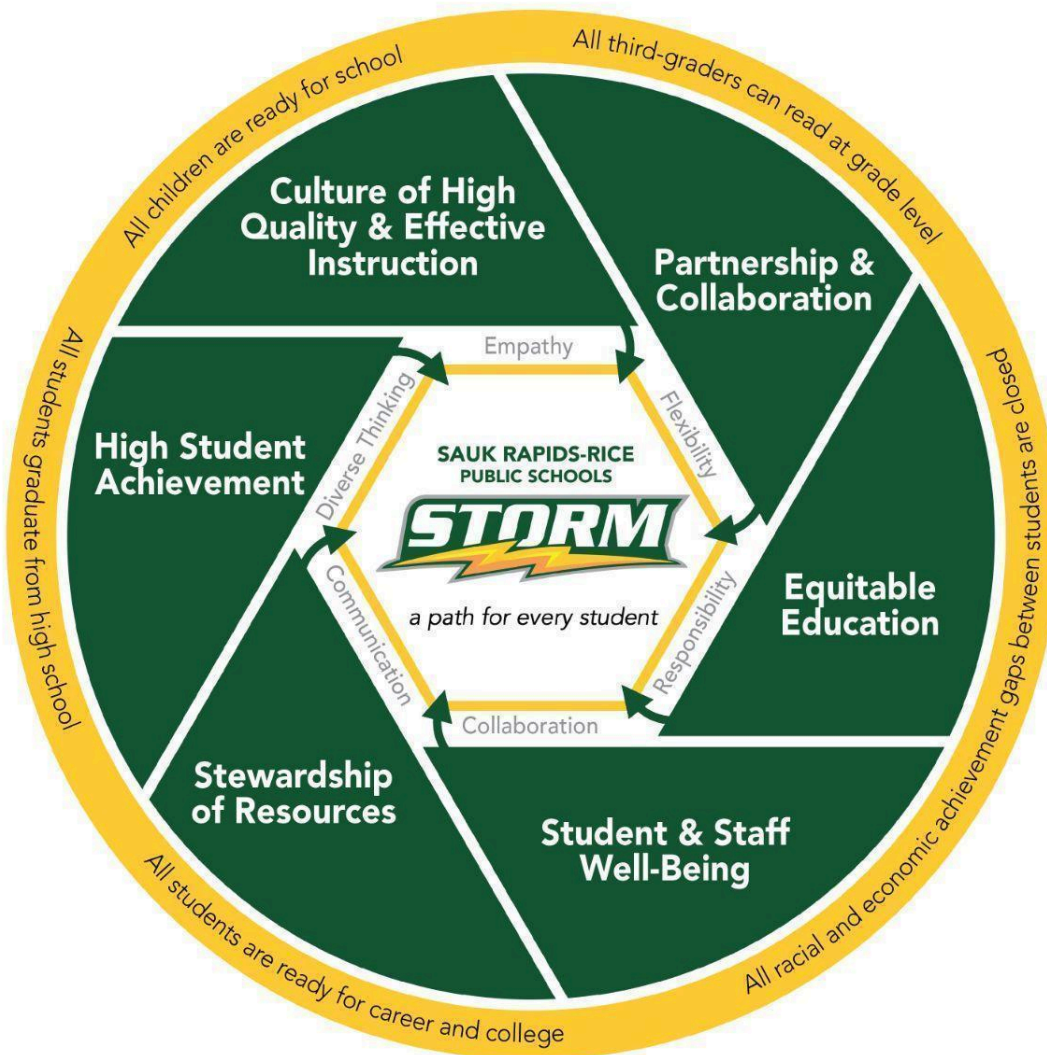 All children are ready for school
All third-graders can read at grade level
All racial and economic achievement gaps between students are closed
All students are ready for career and college
All students graduate from high school
Culture of High
Quality & Effective
Instruction
Partnership &
Collaboration
Equitable
Education
Student & Staff
Well-Being
Stewardship
of Resources
High Student
Achievement
Empathy
Flexibility
Responsibility
Collaboration
Communication
Diverse Thinking
SAUK RAPIDS-RICE
PUBLIC SCHOOLS
STORM
a path for every student